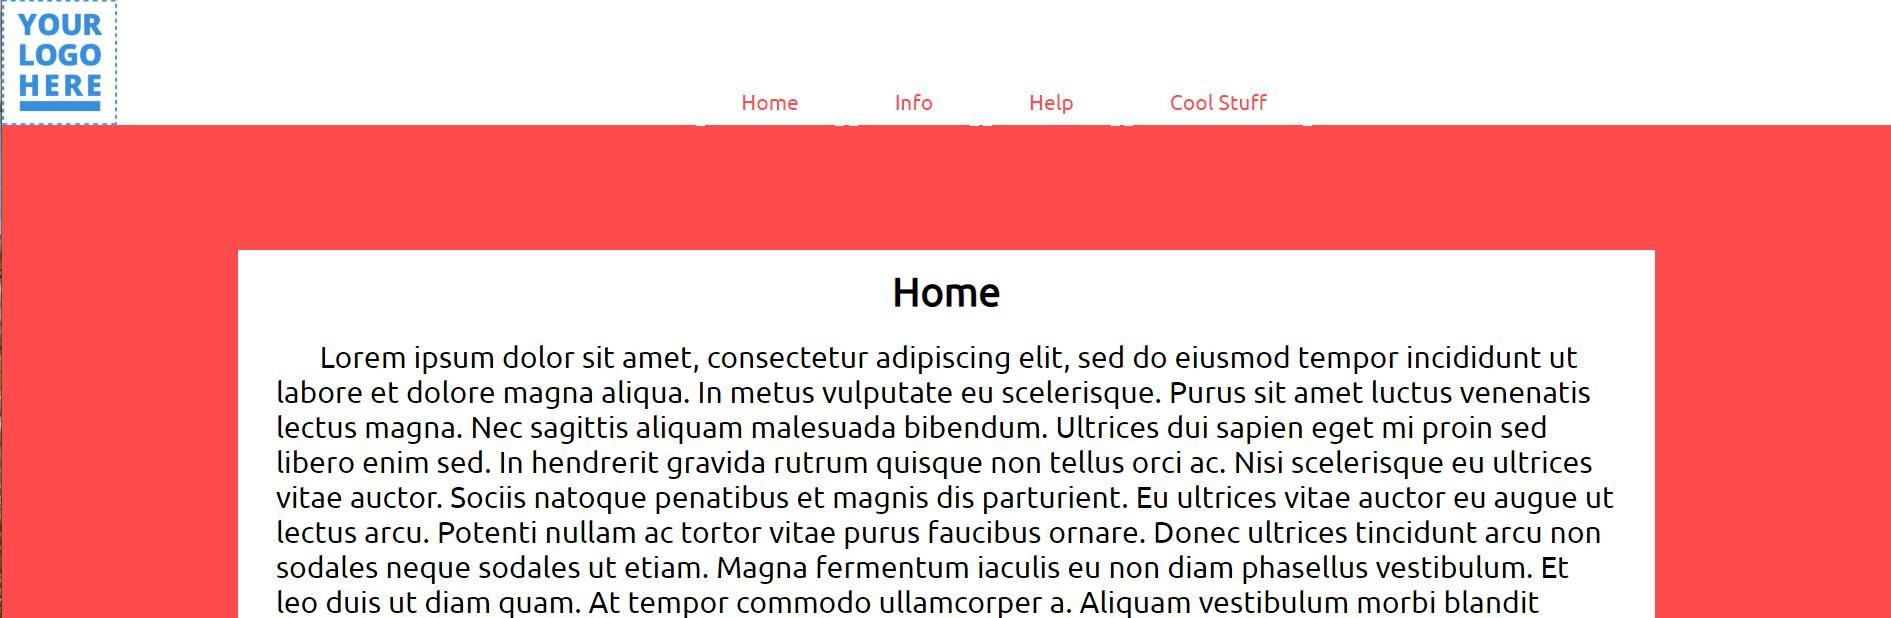 YOUR
LOGO
HERE
Home Info Help Cool Stuff
Home
Lorem ipsum dolor sit amet, consectetur adipiscing elit, sed do eiusmod tempor incididunt ut
labore et dolore magna aliqua. In metus vulputate eu scelerisque. Purus sit amet luctus venenatis
lectus magna. Nec sagittis aliquam malesuada bibendum. Ultrices dui sapien eget mi proin sed
libero enim sed. In hendrerit gravida rutrum quisque non tellus orci ac. Nisi scelerisque eu ultrices
vitae auctor. Sociis natoque penatibus et magnis dis parturient. Eu ultrices vitae auctor eu augue ut
lectus arcu. Potenti nullam ac tortor vitae purus faucibus ornare. Donec ultrices tincidunt arcu non
sodales neque sodales ut etiam. Magna fermentum iaculis eu non diam phasellus vestibulum. Et
leo duis ut diam quam. At tempor commodo ullamcorper a. Aliquam vestibulum morbi blandit